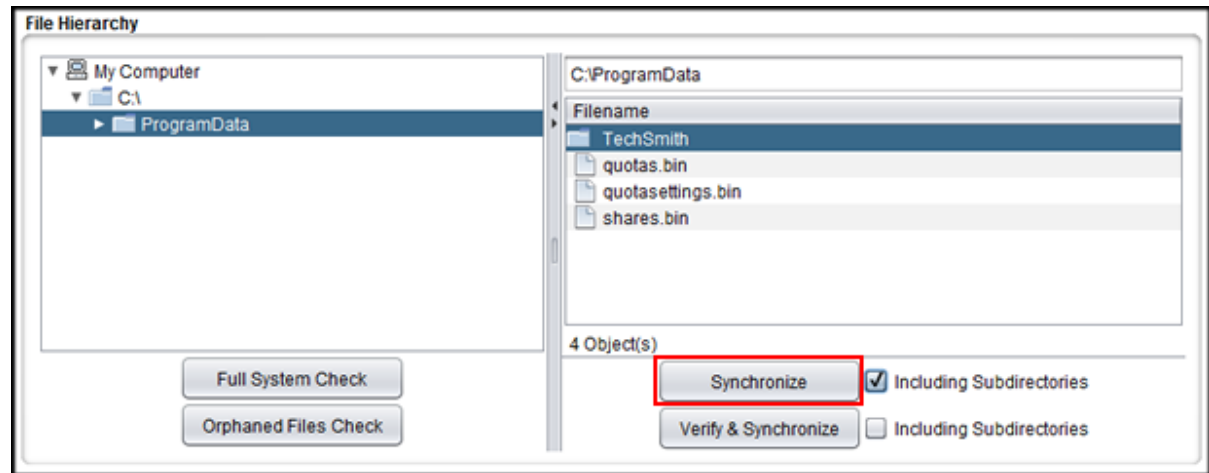 File Hierarchy
My Computer
C:\
ProgramData
Full System Check
Orphaned Files Check
C:\ProgramData
Filename
TechSmith
quotas.bin
quotasettings.bin
shares.bin
4 Object(s)
Synchronize Including Subdirectories
Verify & Synchronize Including Subdirectories